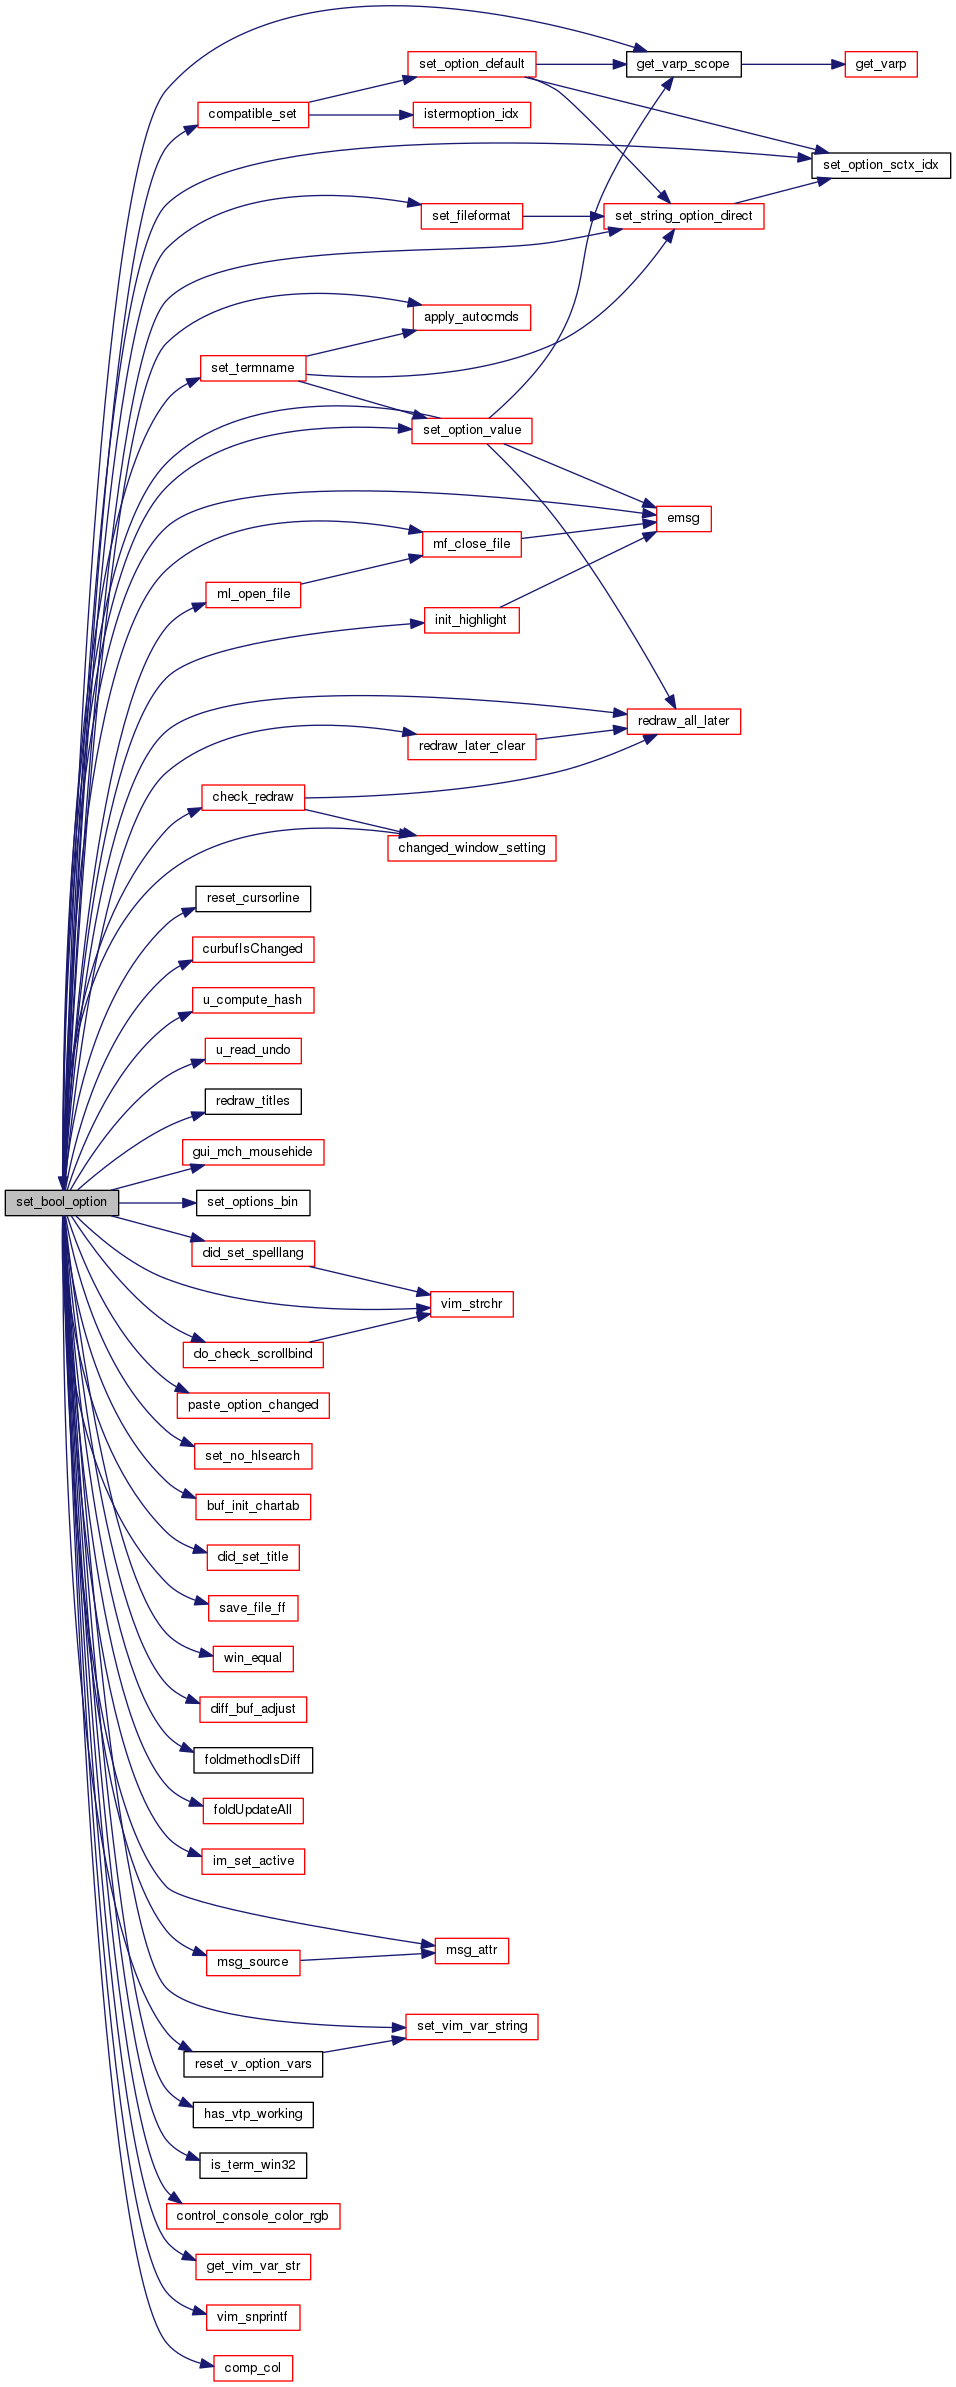 set_option_default
get_varp_scope
get_varp
compatible_set
istermoption_idx
set_option_sctx_idx
set_fileformat
set_string_option_direct
apply_autocmds
set_termname
set_option_value
emsg
mf_close_file
ml_open_file
init_highlight
redraw_all_later
redraw_later_clear
check_redraw
changed_window_setting
reset_cursorline
curbufIsChanged
u_compute_hash
u_read_undo
redraw_titles
gui_mch_mousehide
set_bool_option
set_options_bin
did_set_spelllang
vim_strchr
do_check_scrollbind
paste_option_changed
set_no_hlsearch
buf_init_chartab
did_set_title
save_file_ff
win_equal
diff_buf_adjust
foldmethodIsDiff
foldUpdateAll
im_set_active
msg_attr
msg_source
set_vim_var_string
reset_v_option_vars
has_vtp_working
is_term_win32
control_console_color_rgb
get_vim_var_str
vim_snprintf
comp_col